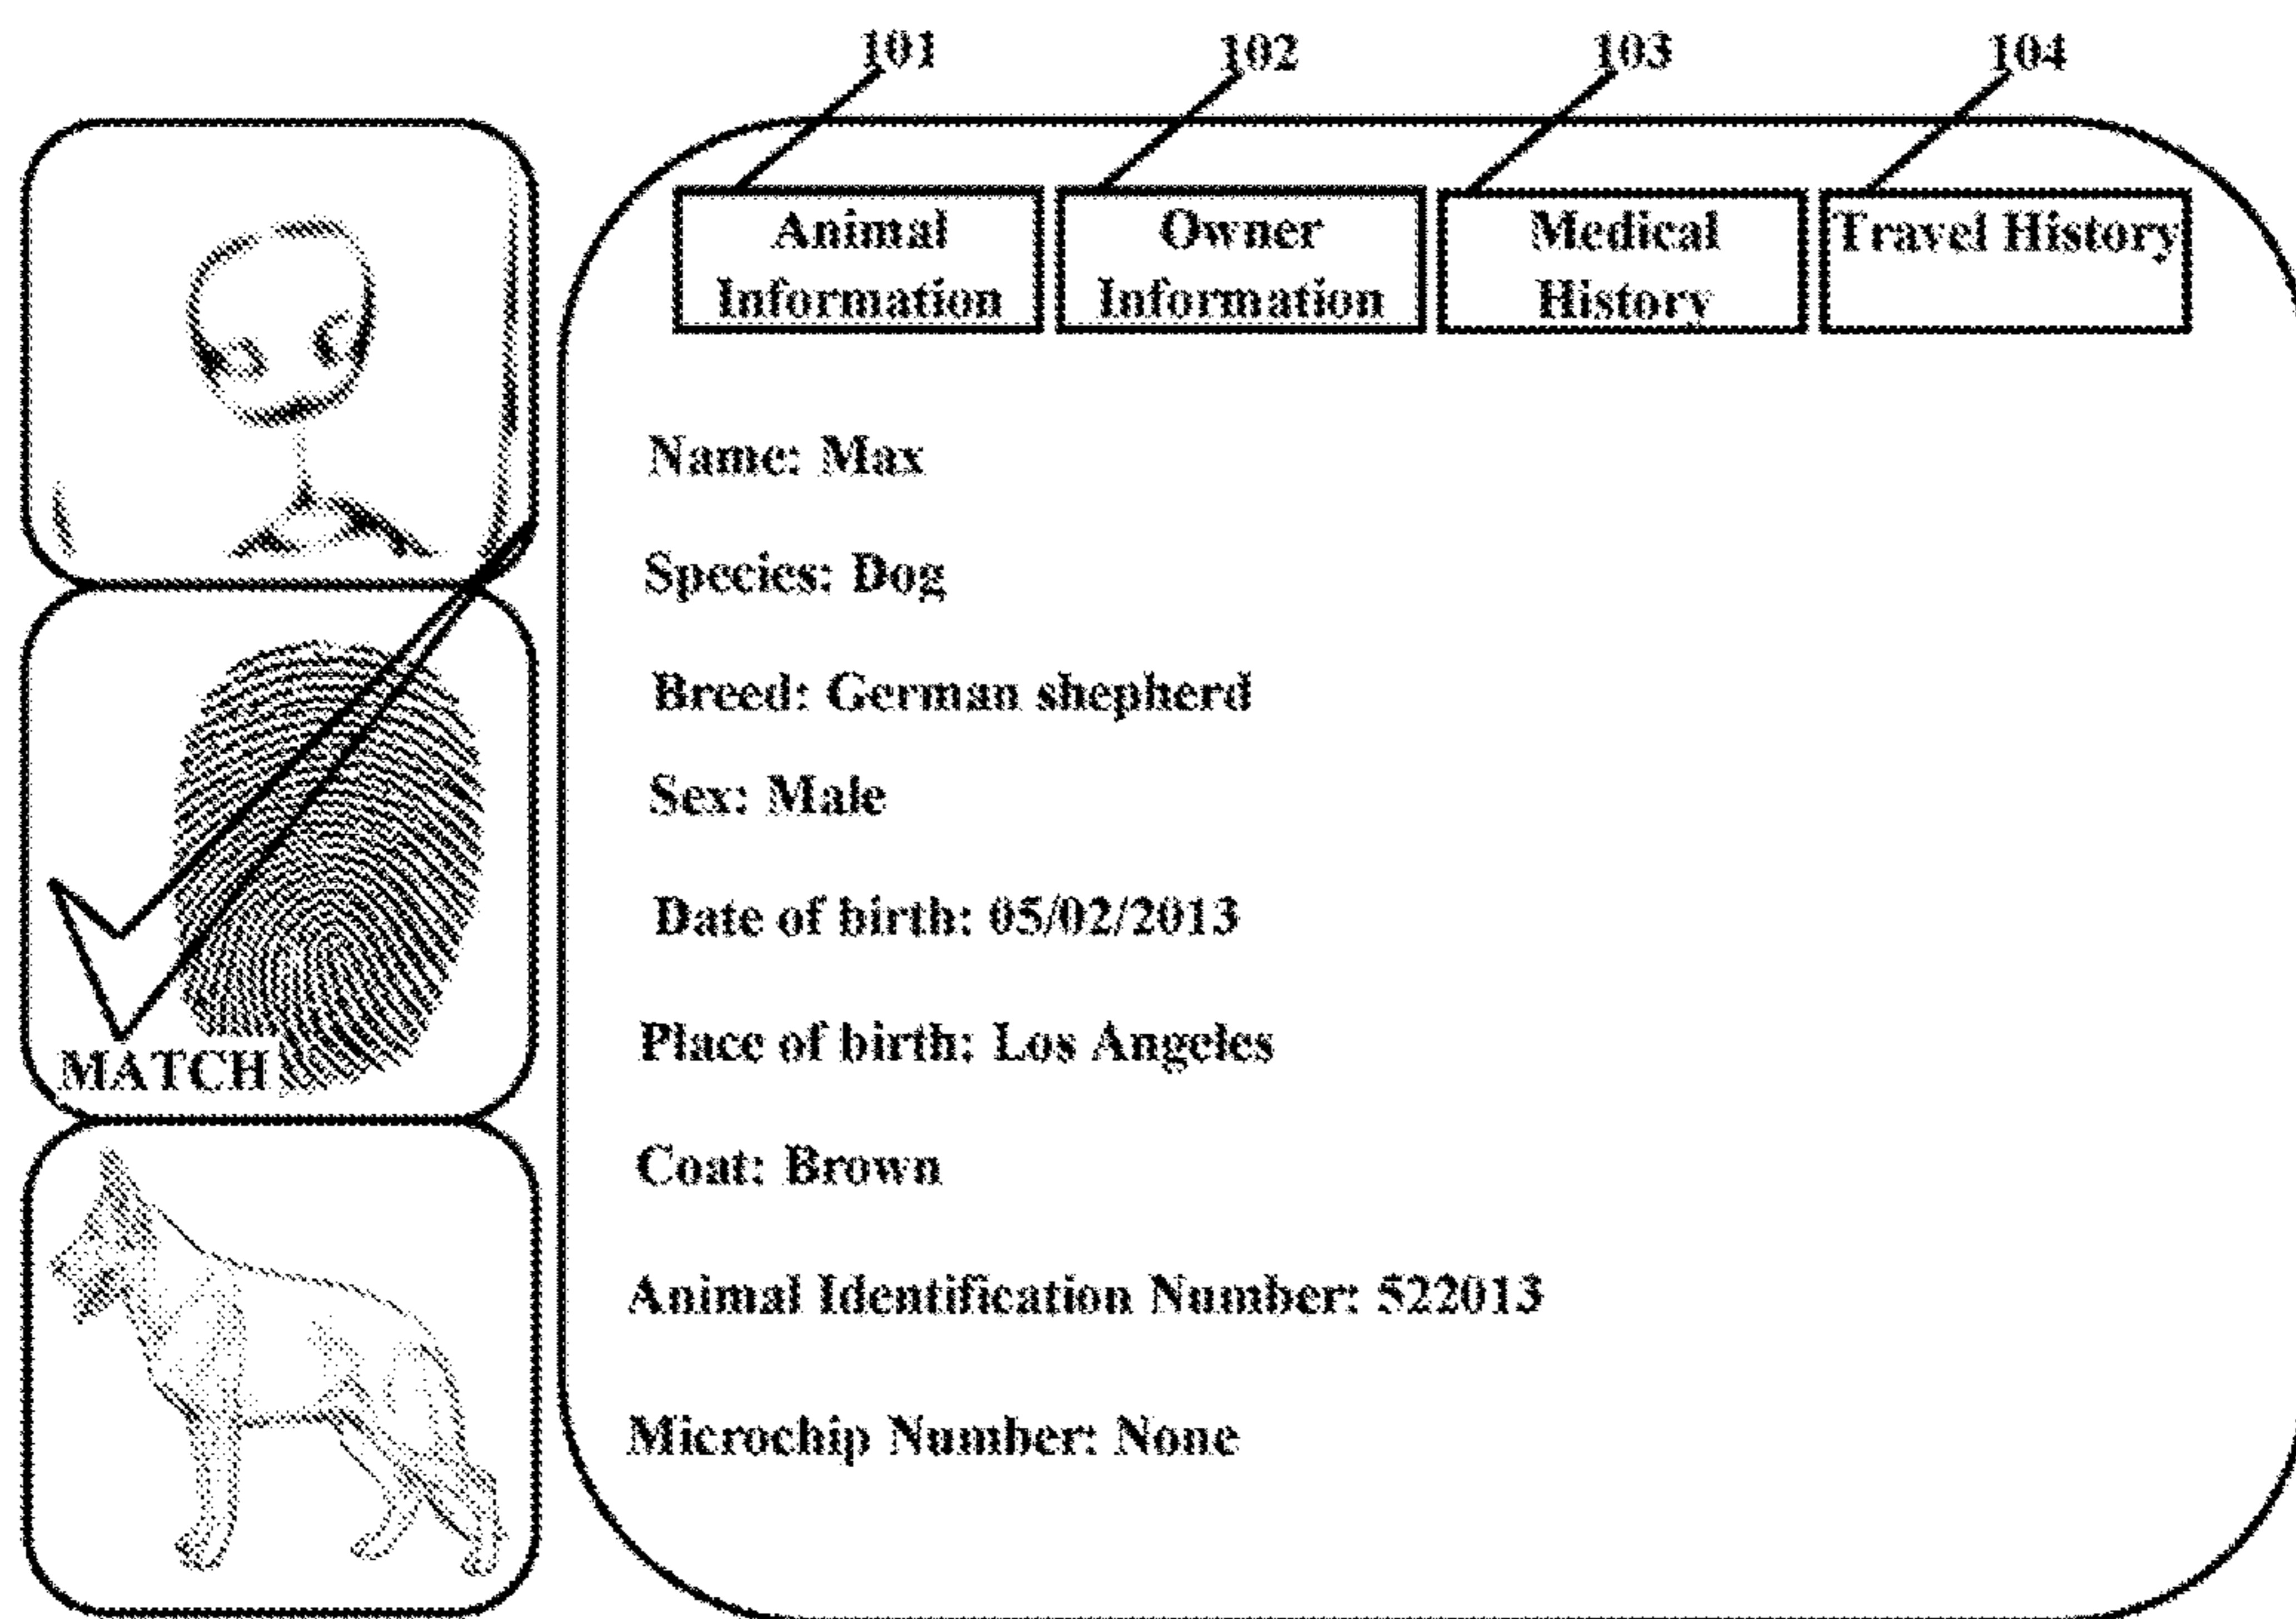 101 102 103 104
Animal Information
Owner Information
Medical History
Travel History
Name: Max
Species: Dog
Breed: German shepherd
Sex: Male
Date of birth: 05/02/2013
Place of birth: Los Angeles
Coat: Brown
Animal Identification Number: 522013
Microchip Number: None
MATCH